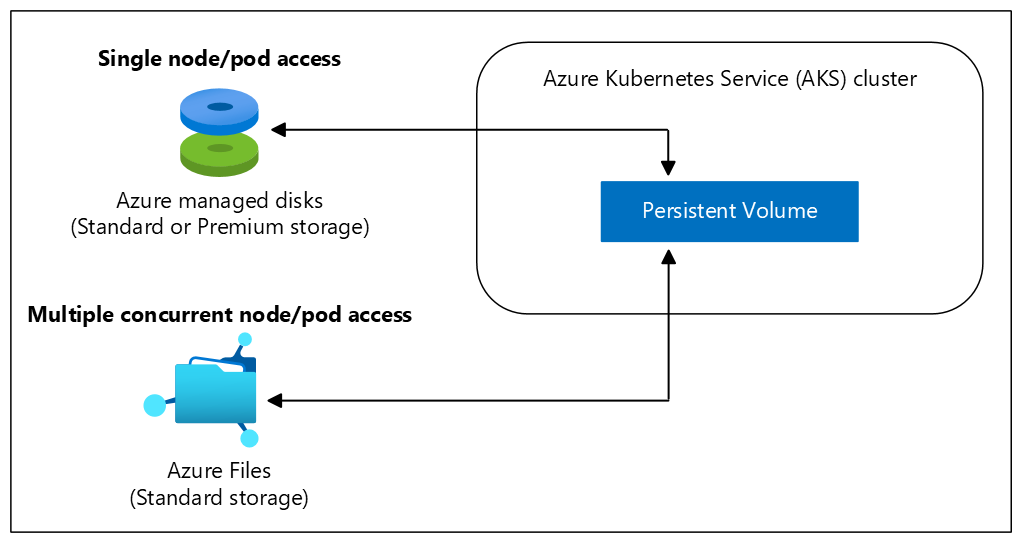 Single node/pod access
Azure managed disks
(Standard or Premium storage)
Azure Kubernetes Service (AKS) cluster
Persistent Volume
Multiple concurrent node/pod access
Azure Files
(Standard storage)